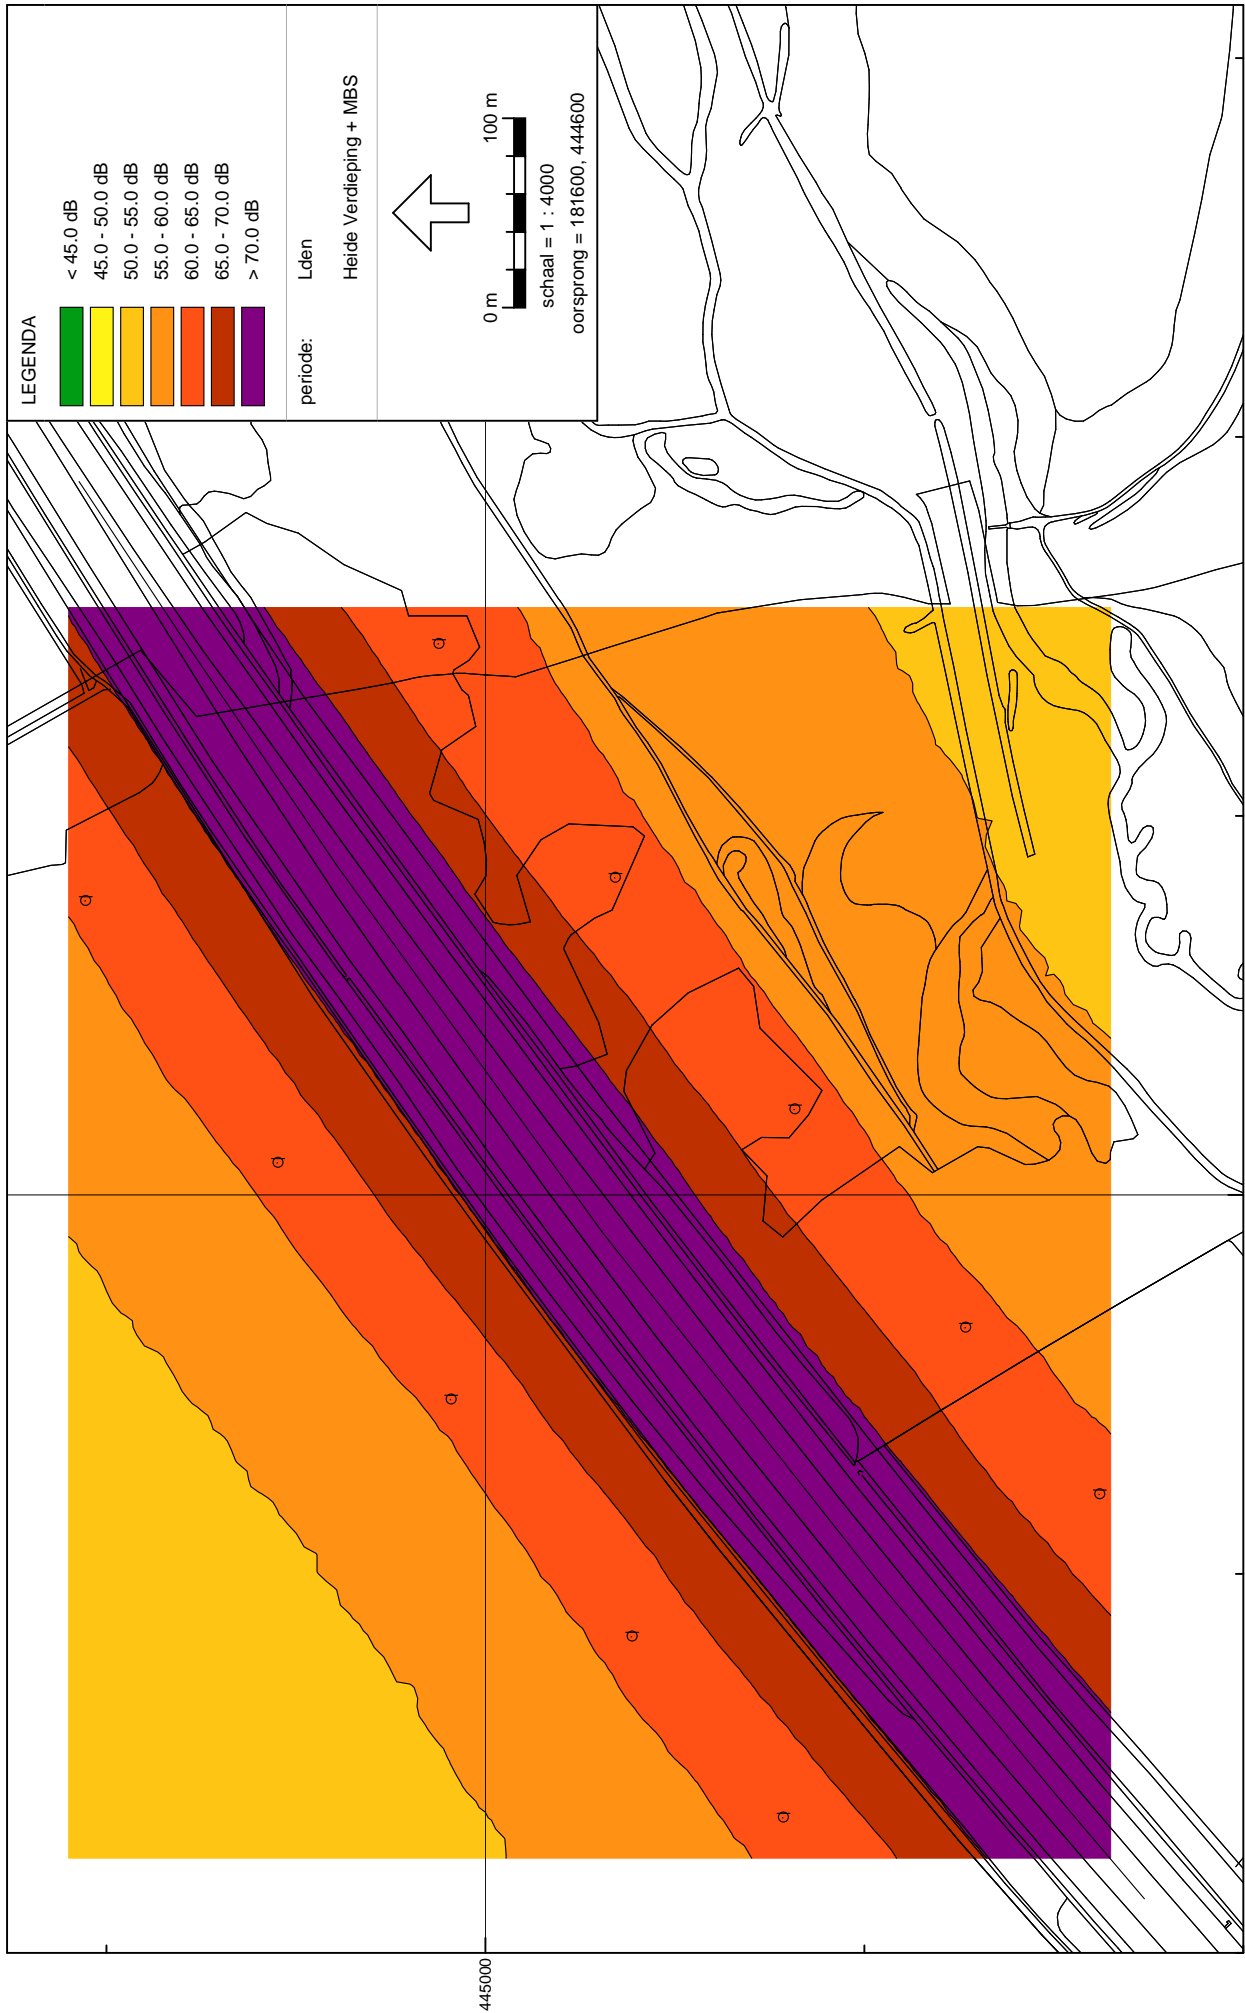 LEGENDA
< 45.0 dB
45.0 - 50.0 dB
50.0 - 55.0 dB
55.0 - 60.0 dB
60.0 - 65.0 dB
65.0 - 70.0 dB
> 70.0 dB
periode: Lden
Heide Verdieping + MBS
0 m 100 m
schaal = 1 : 4000
oorsprong = 181600, 444600
445000